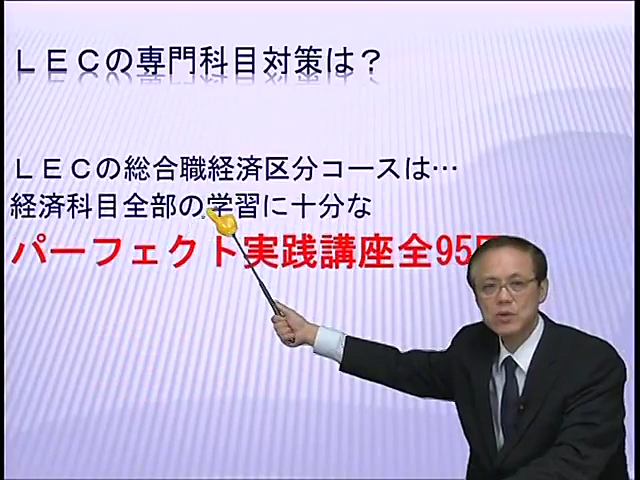 ＬＥＣの専門科目対策は？
ＬＥＣの総合職経済区分コースは…
経済科目全部の学習に十分な
パーフェクト実践講座全95